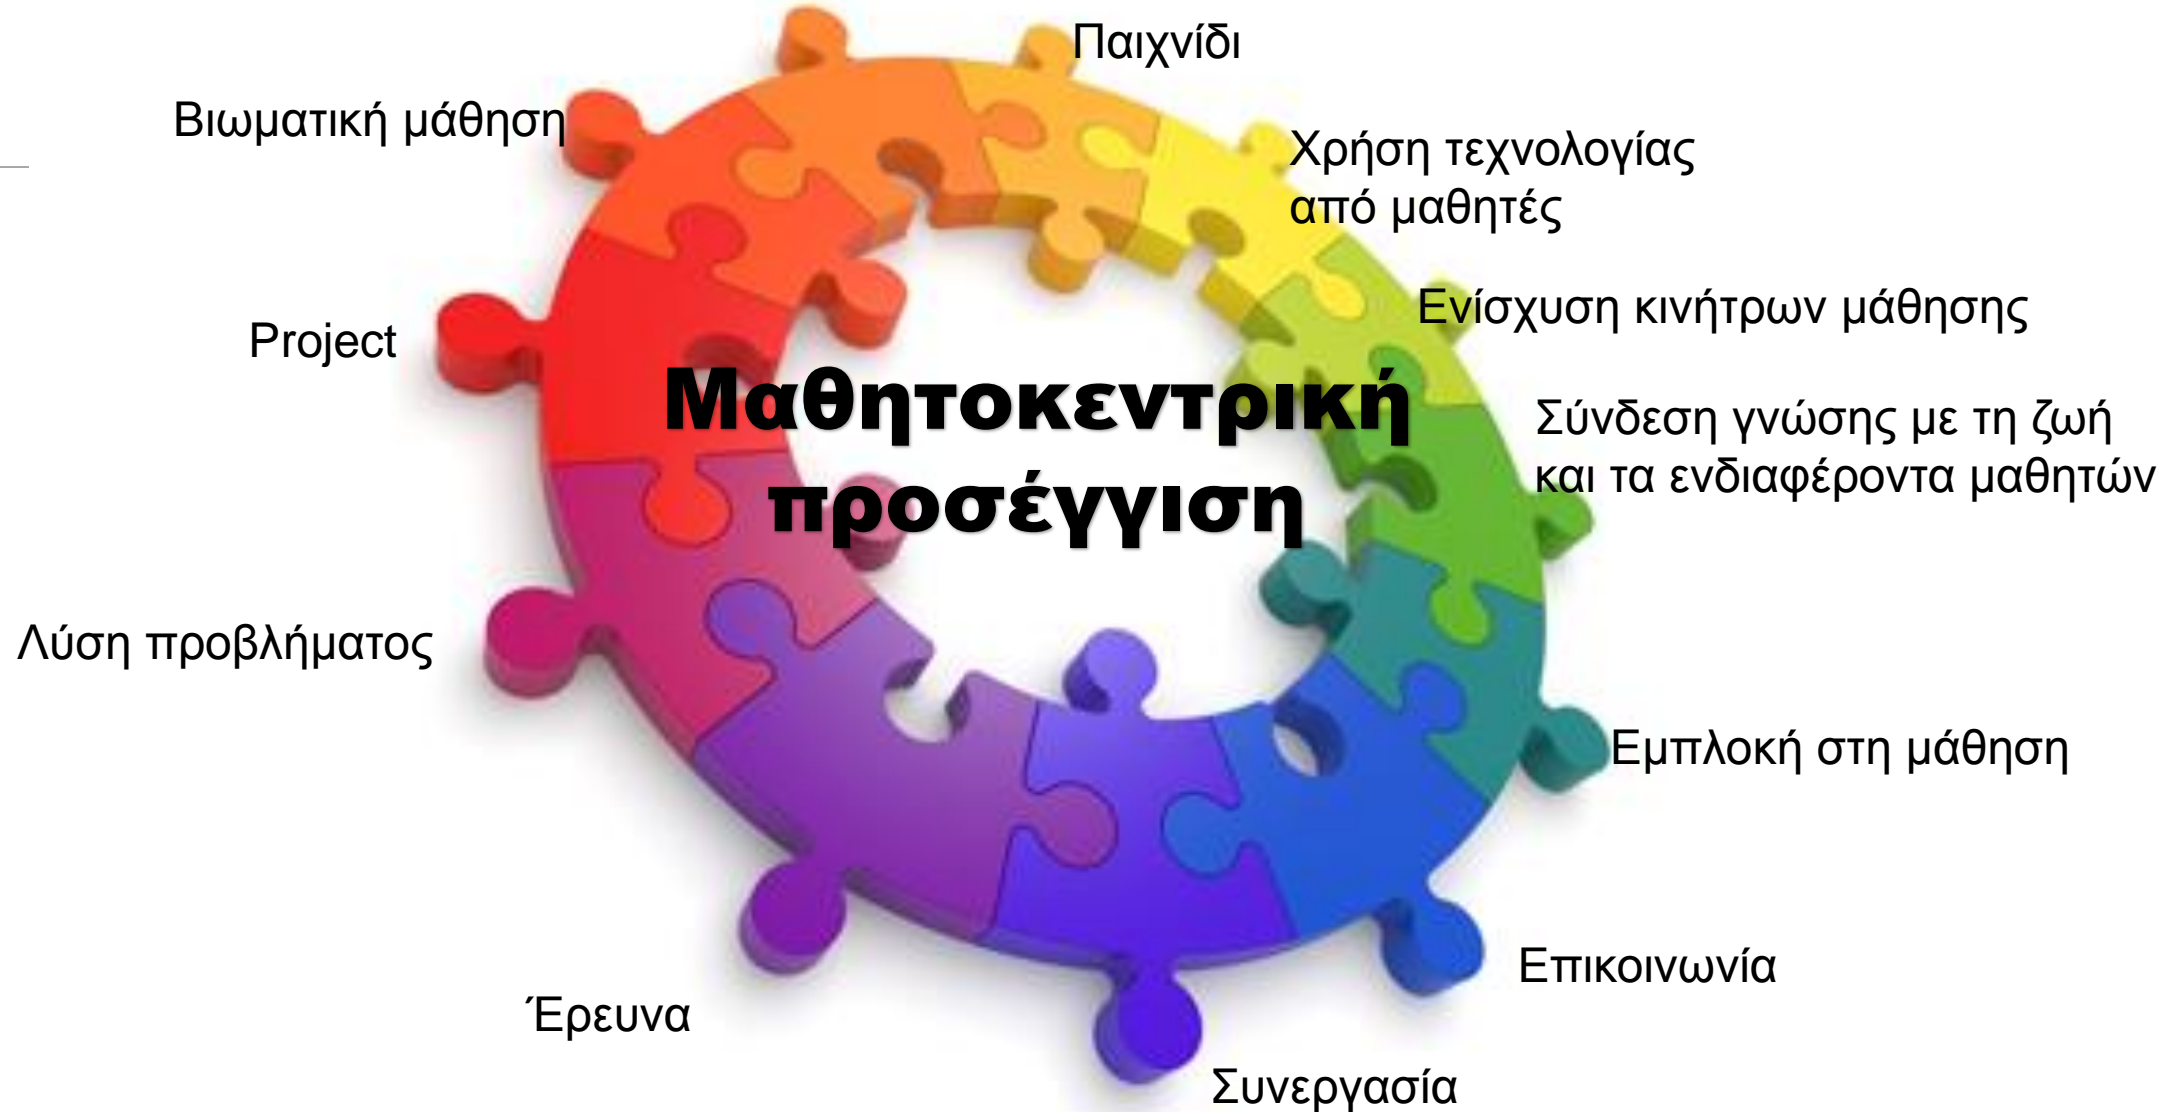 Παιχνίδι
Βιωματική μάθηση
Χρήση τεχνολογίας
από μαθητές
Ενίσχυση κινήτρων μάθησης
Project
Μαθητοκεντρική
προσέγγιση
Σύνδεση γνώσης με τη ζωή
και τα ενδιαφέροντα μαθητών
Λύση προβλήματος
Εμπλοκή στη μάθηση
Επικοινωνία
Έρευνα
Συνεργασία